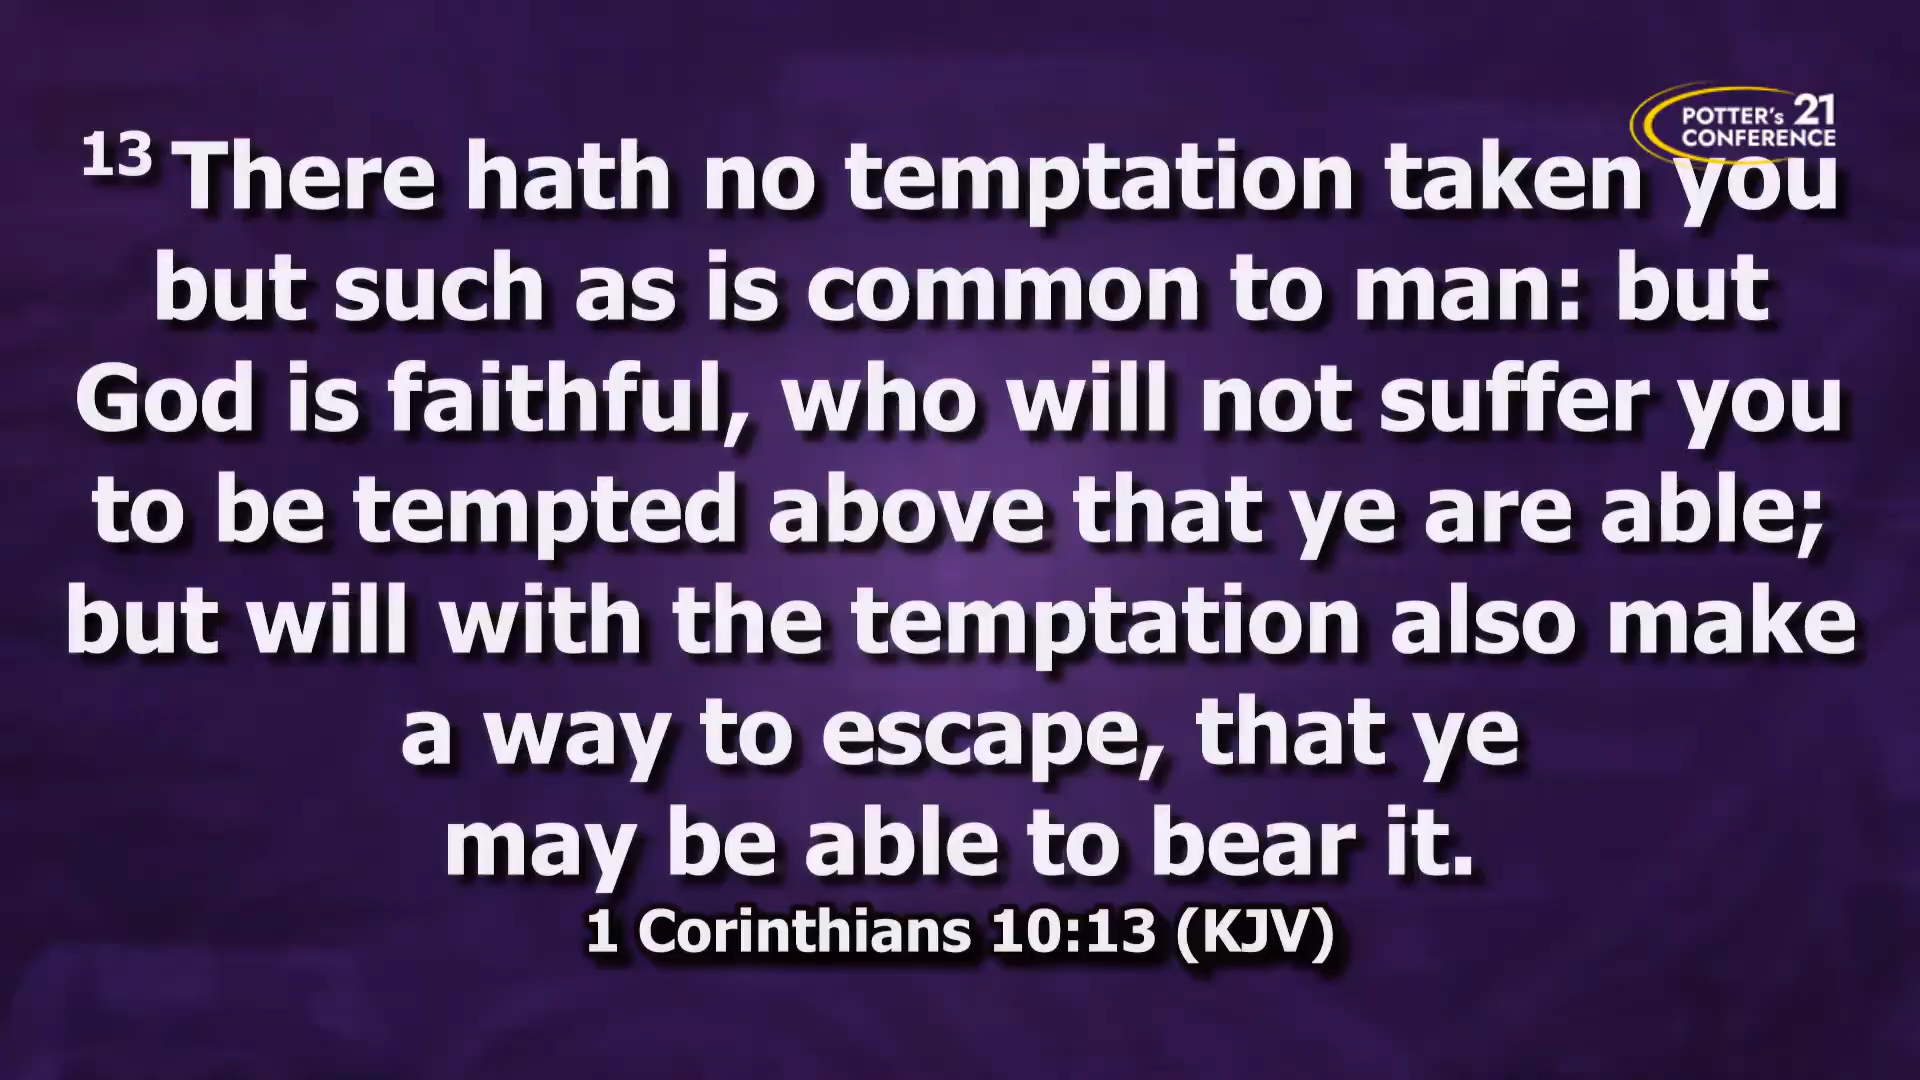 POTTER's 21
CONFERENCE
13 There hath no temptation taken you
but such as is common to man: but
God is faithful, who will not suffer you
to be tempted above that ye are able;
but will with the temptation also make
a way to escape, that ye
may be able to bear it.
1 Corinthians 10:13 (KJV)